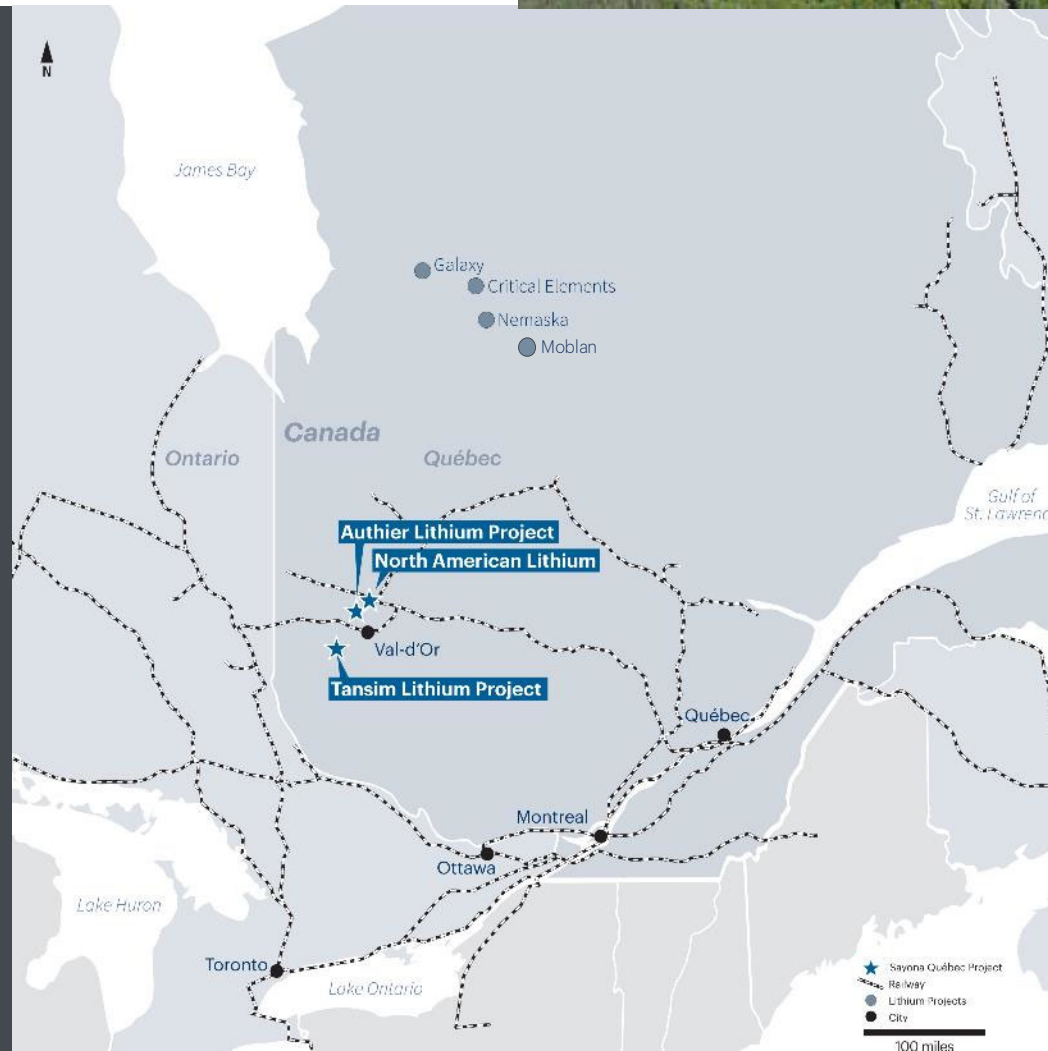 N
James Bay
Galaxy
Critical Elements
Nemaska
Moblan
Canada
Ontario
Québec
Gulf of
St. Lawrenc
Authier Lithium Project
North American Lithium
Val-d'Or
Tansim Lithium Project
Québec
Montreal
Ottawa
Lake Huron
Toronto
Lake Ontario
Sayona Québec Project
Railway
Lithium Projects
City
100 miles